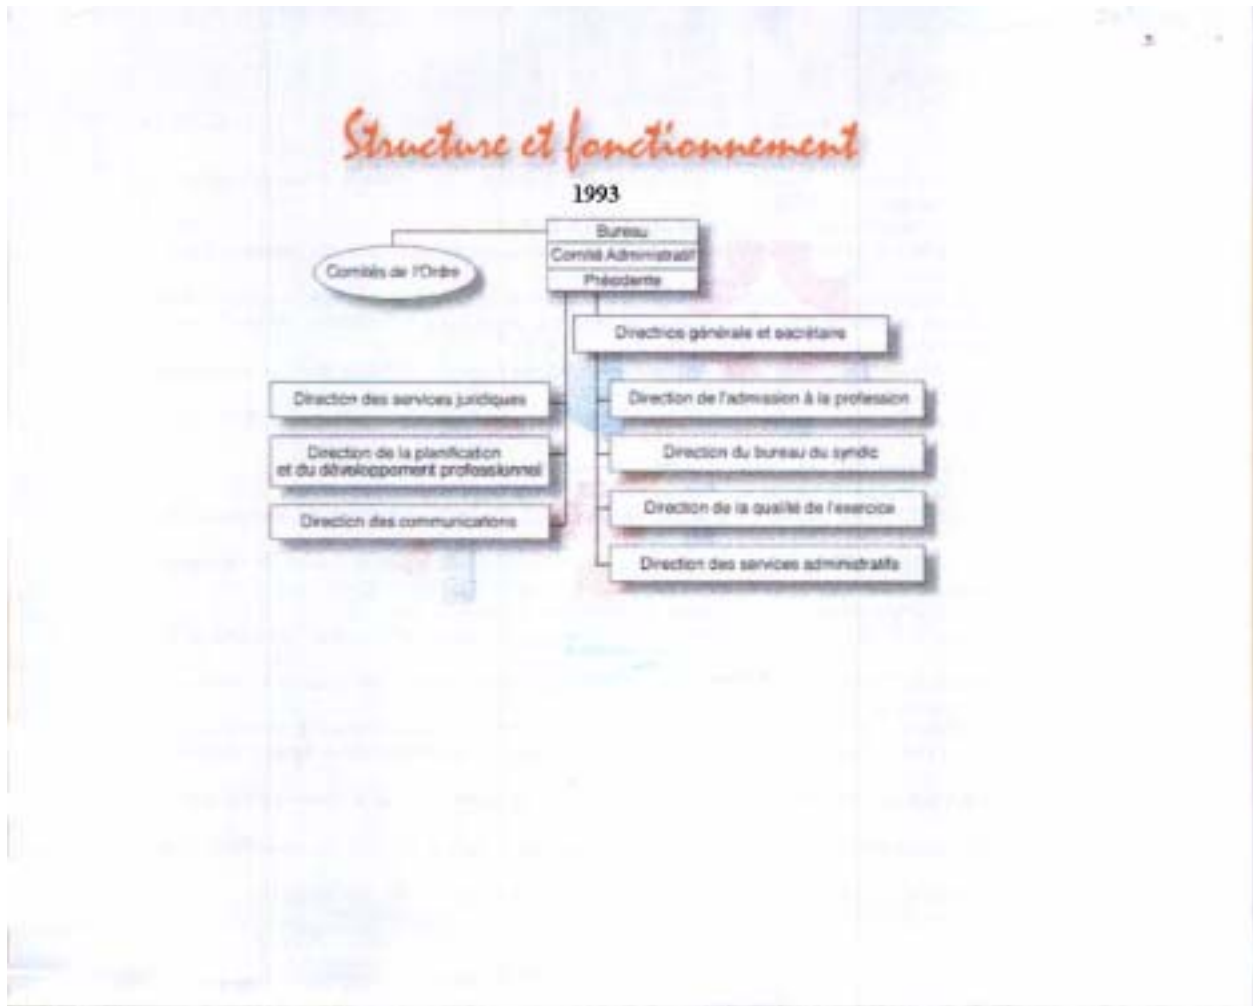 Structure et fonctionnement
1993
Bureau
Comité Administratif
Présidente
Comités de l'Ordre
Directrice générale et secrétaire
Direction des services juridiques
Direction de l'admission à la profession
Direction de la planification
et du développement professionnel
Direction du bureau du syndic
Direction des communications
Direction de la qualité de l'exercice
Direction des services administratifs